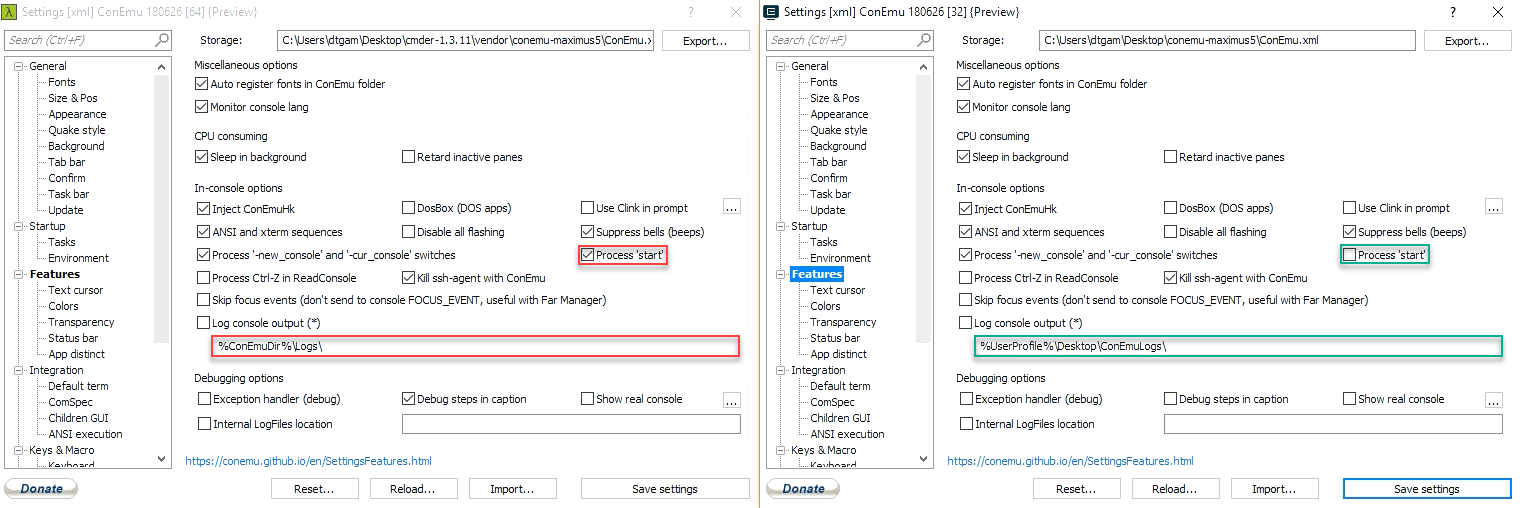 Settings [xml] ConEmu 180626 [64] {Preview}
?
Search (Ctrl+F)
Storage:
C:\Users\dtgam\Desktop\cmder-1.3.11\vendor\conemu-maximus5\ConEmu.x
Export...
General
Fonts
Size & Pos
Appearance
Quake style
Background
Tab bar
Confirm
Task bar
Update
Startup
Tasks
Environment
Features
Text cursor
Colors
Transparency
Status bar
App distinct
Integration
Default term
ComSpec
Children GUI
ANSI execution
Keys & Macro
Keyboard
Miscellaneous options
Auto register fonts in ConEmu folder
Monitor console lang
CPU consuming
Sleep in background
Retard inactive panes
In-console options
Inject ConEmuHk
DosBox (DOS apps)
Use Clink in prompt
...
ANSI and xterm sequences
Disable all flashing
Suppress bells (beeps)
Process '-new_console' and '-cur_console' switches
Process 'start'
Process Ctrl-Z in ReadConsole
Kill ssh-agent with ConEmu
Skip focus events (don't send to console FOCUS_EVENT, useful with Far Manager)
Log console output (*)
%ConEmuDir%\Logs\
Debugging options
Exception handler (debug)
Debug steps in caption
Show real console
...
Internal LogFiles location
https://conemu.github.io/en/SettingsFeatures.html
Donate
Reset...
Reload...
Import...
Save settings
Settings [xml] ConEmu 180626 [32] {Preview}
?
Search (Ctrl+F)
Storage:
C:\Users\dtgam\Desktop\conemu-maximus5\ConEmu.xml
Export...
General
Fonts
Size & Pos
Appearance
Quake style
Background
Tab bar
Confirm
Task bar
Update
Startup
Tasks
Environment
Features
Text cursor
Colors
Transparency
Status bar
App distinct
Integration
Default term
ComSpec
Children GUI
ANSI execution
Keys & Macro
Keyboard
Miscellaneous options
Auto register fonts in ConEmu folder
Monitor console lang
CPU consuming
Sleep in background
Retard inactive panes
In-console options
Inject ConEmuHk
DosBox (DOS apps)
Use Clink in prompt
...
ANSI and xterm sequences
Disable all flashing
Suppress bells (beeps)
Process '-new_console' and '-cur_console' switches
Process 'start'
Process Ctrl-Z in ReadConsole
Kill ssh-agent with ConEmu
Skip focus events (don't send to console FOCUS_EVENT, useful with Far Manager)
Log console output (*)
%UserProfile%\Desktop\ConEmuLogs\
Debugging options
Exception handler (debug)
Debug steps in caption
Show real console
...
Internal LogFiles location
https://conemu.github.io/en/SettingsFeatures.html
Donate
Reset...
Reload...
Import...
Save settings